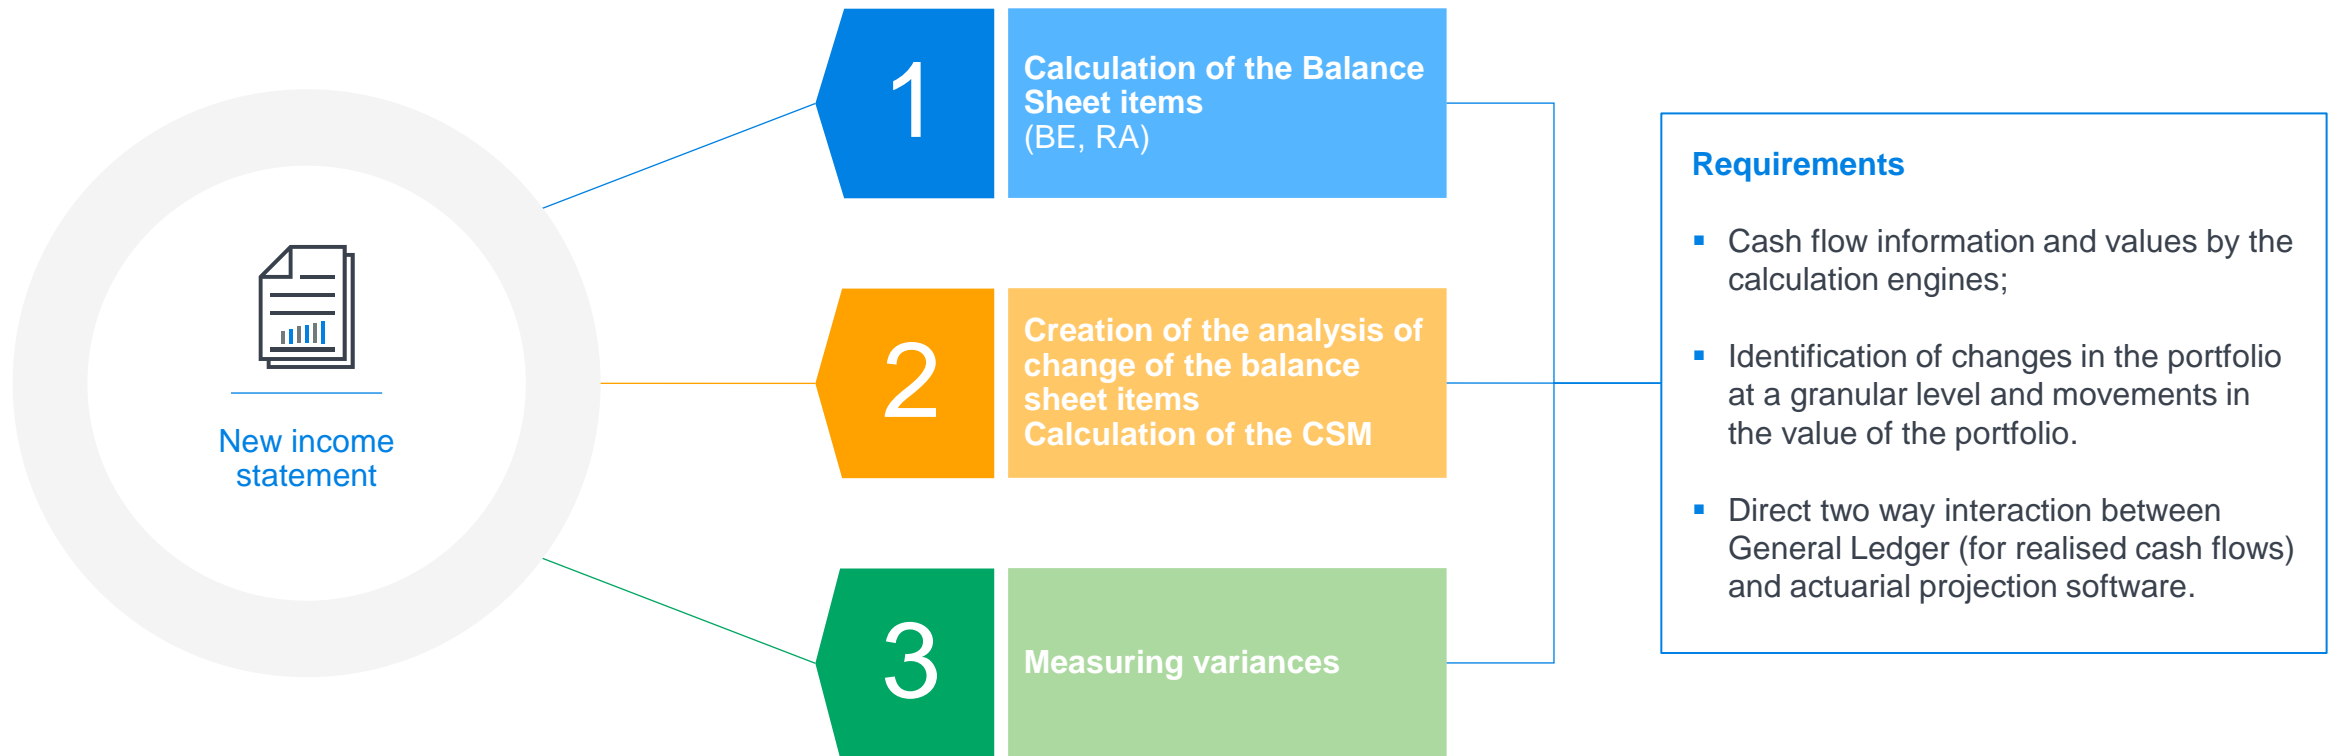 New income
statement
1
Calculation of the Balance
Sheet items
(BE, RA)
2
Creation of the analysis of
change of the balance
sheet items
Calculation of the CSM
3
Measuring variances
Requirements
▪ Cash flow information and values by the
calculation engines;
▪ Identification of changes in the portfolio
at a granular level and movements in
the value of the portfolio.
▪ Direct two way interaction between
General Ledger (for realised cash flows)
and actuarial projection software.